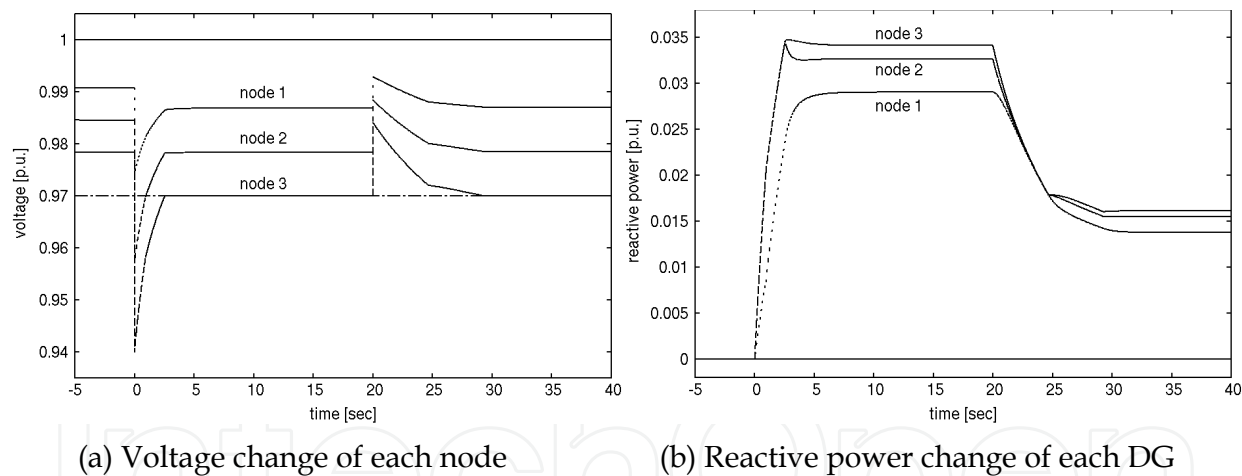 1
0.99
0.98
0.97
0.96
0.95
0.94
voltage [p.u.]
node 1
node 2
node 3
-5 0 5 10 15 20 25 30 35 40
time [sec]
(a) Voltage change of each node
0.035
0.03
0.025
0.02
0.015
0.01
0.005
0
reactive power [p.u.]
node 3
node 2
node 1
-5 0 5 10 15 20 25 30 35 40
time [sec]
(b) Reactive power change of each DG